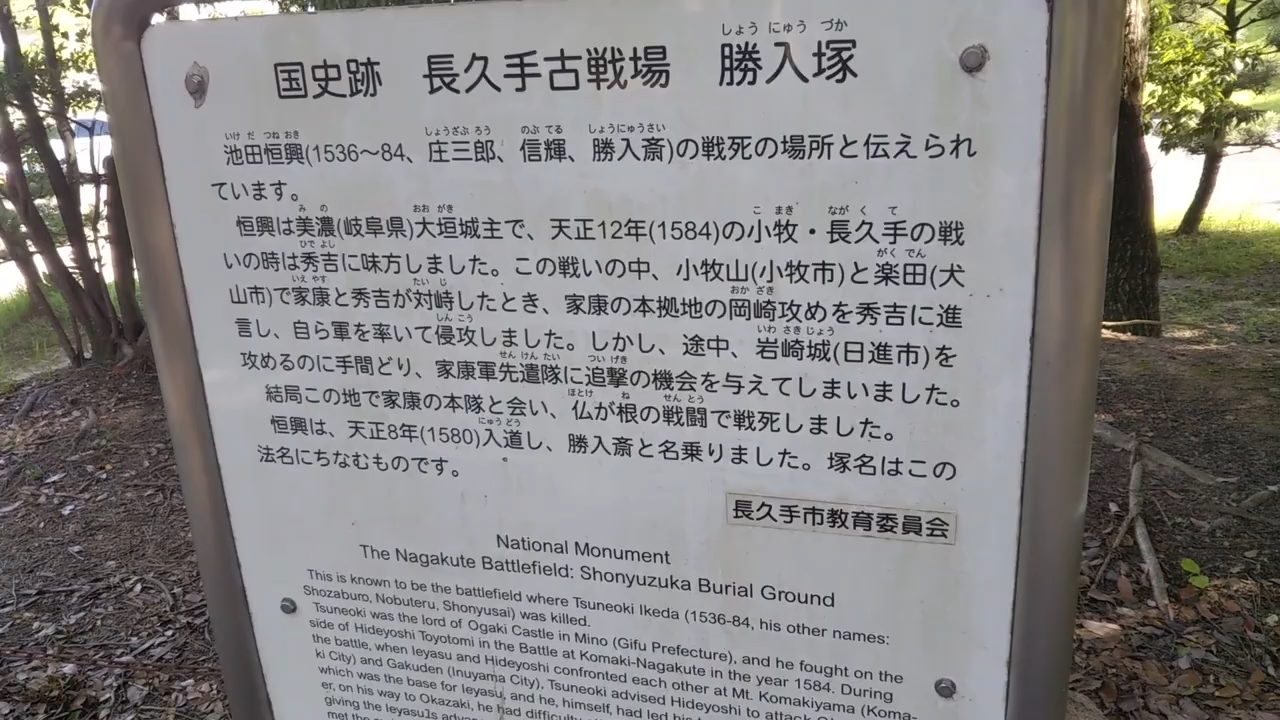 しょう にゅう づか
国史跡 長久手古戦場 勝入塚
いけ だ つね おき しょうざぶ ろう のぶ てる しょうにゅうさい
池田恒興(1536〜84、庄三郎、信輝、勝入斎)の戦死の場所と伝えられ
ています。
み の おお がき こ まき なが く て
恒興は美濃(岐阜県)大垣城主で、天正12年(1584)の小牧・長久手の戦
ひで よし がく でん
いの時は秀吉に味方しました。この戦いの中、小牧山(小牧市)と楽田(犬
いえ やす たい じ おか ざき
山市)で家康と秀吉が対峙したとき、家康の本拠地の岡崎攻めを秀吉に進
しん こう いわ さき じょう
言し、自ら軍を率いて侵攻しました。しかし、途中、岩崎城(日進市)を
せん けん たい つい げき
攻めるのに手間どり、家康軍先遣隊に追撃の機会を与えてしまいました。
ほとけ ね せん とう
結局この地で家康の本隊と会い、仏が根の戦闘で戦死しました。
にゅう どう
恒興は、天正8年(1580)入道し、勝入斎と名乗りました。塚名はこの
法名にちなむものです。
長久手市教育委員会
National Monument
The Nagakute Battlefield: Shonyuzuka Burial Ground
This is known to be the battlefield where Tsuneoki Ikeda (1536-84, his other names:
Shozaburo, Nobuteru, Shonyusai) was killed.
Tsuneoki was the lord of Ogaki Castle in Mino (Gifu Prefecture), and he fought on the
side of Hideyoshi Toyotomi in the Battle at Komaki-Nagakute in the year 1584. During
the battle, when Ieyasu and Hideyoshi confronted each other at Mt. Komakiyama (Koma-
ki City) and Gakuden (Inuyama City), Tsuneoki advised Hideyoshi to attack
which was the base for Ieyasu, and he, himself, had led his
er, on his way to Okazaki, he had difficulty
giving the Ieyasu's
met the